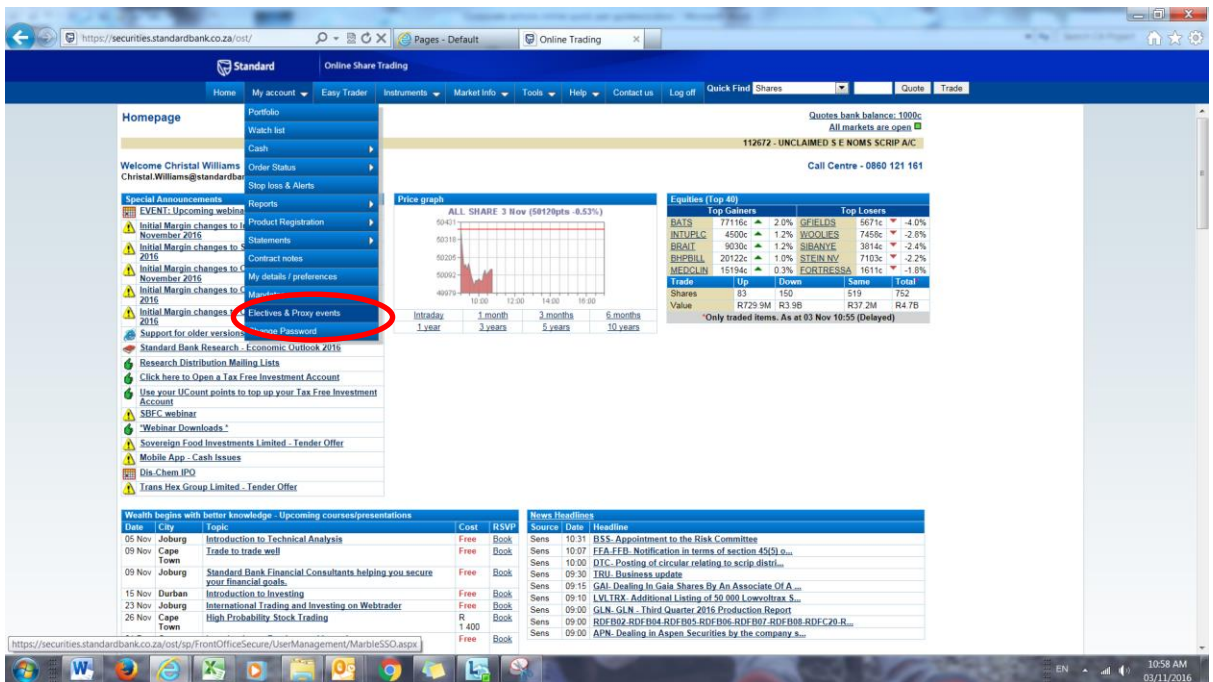 https://securities.standardbank.co.za/ost/
Pages - Default
Online Trading
Standard
Online Share Trading
Home My account Easy Trader Instruments Market Info Tools Help Contact us Log off Quick Find Shares Quote Trade
Homepage
Quotes bank balance: 1000c
All markets are open
112672 - UNCLAIMED S E NOMS SCRIP A/C
Welcome Christal Williams
Call Centre - 0860 121 161
Christal.Williams@standardbar
Portfolio
Watch list
Cash
Order Status
Stop loss & Alerts
Reports
Product Registration
Statements
Contract notes
My details / preferences
Mandate
Electives & Proxy events
Change Password
Special Announcements
EVENT: Upcoming webina
Initial Margin changes to I
November 2016
Initial Margin changes to S
2016
Initial Margin changes to C
November 2016
Initial Margin changes to C
2016
Initial Margin changes to
2016
Support for older versions
Standard Bank Research - Economic Outlook 2016
Research Distribution Mailing Lists
Click here to Open a Tax Free Investment Account
Use your UCount points to top up your Tax Free Investment
Account
SBFC webinar
*Webinar Downloads *
Sovereign Food Investments Limited - Tender Offer
Mobile App - Cash Issues
Dis-Chem IPO
Trans Hex Group Limited - Tender Offer
Price graph
ALL SHARE 3 Nov (50120pts -0.53%)
50431
50318
50205
50092
49979
10:00 12:00 14:00 16:00
Intraday 1 month 3 months 6 months
1 year 3 years 5 years 10 years
Equities (Top 40)
Top Gainers Top Losers
BATS 77116c 2.0% GFIELDS 5671c -4.0%
INTUPLC 4500c 1.2% WOOLIES 7458c -2.8%
BRAIT 9030c 1.2% SIBANYE 3814c -2.4%
BHPBILL 20122c 1.0% STEIN NV 7103c -2.2%
MEDCLIN 15194c 0.3% FORTRESSA 1611c -1.8%
Trade Up Down Same Total
Shares 83 150 519 752
Value R729.9M R3.9B R37.2M R4.7B
*Only traded items. As at 03 Nov 10:55 (Delayed)
Wealth begins with better knowledge - Upcoming courses/presentations
Date City Topic Cost RSVP
05 Nov Joburg Introduction to Technical Analysis Free Book
09 Nov Cape Town Trade to trade well Free Book
09 Nov Joburg Standard Bank Financial Consultants helping you secure Free Book
your financial goals.
15 Nov Durban Introduction to Investing Free Book
23 Nov Joburg International Trading and Investing on Webtrader Free Book
26 Nov Cape Town High Probability Stock Trading R 1 400 Book
Free Book
News Headlines
Source Date Headline
Sens 10:31 BSS- Appointment to the Risk Committee
Sens 10:07 FFA-FFB- Notification in terms of section 45(5) o...
Sens 10:00 DTC- Posting of circular relating to scrip distri...
Sens 09:30 TRU- Business update
Sens 09:15 GAI- Dealing In Gaia Shares By An Associate Of A ...
Sens 09:10 LVLTRX- Additional Listing of 50 000 Lowvoltrax S...
Sens 09:00 GLN- GLN - Third Quarter 2016 Production Report
Sens 09:00 RDFB02-RDFB04-RDFB05-RDFB06-RDFB07-RDFB08-RDFC20-R...
Sens 09:00 APN- Dealing in Aspen Securities by the company s...
https://securities.standardbank.co.za/ost/sp/FrontOfficeSecure/UserManagement/MarbleSSO.aspx
EN
10:58 AM
03/11/2016